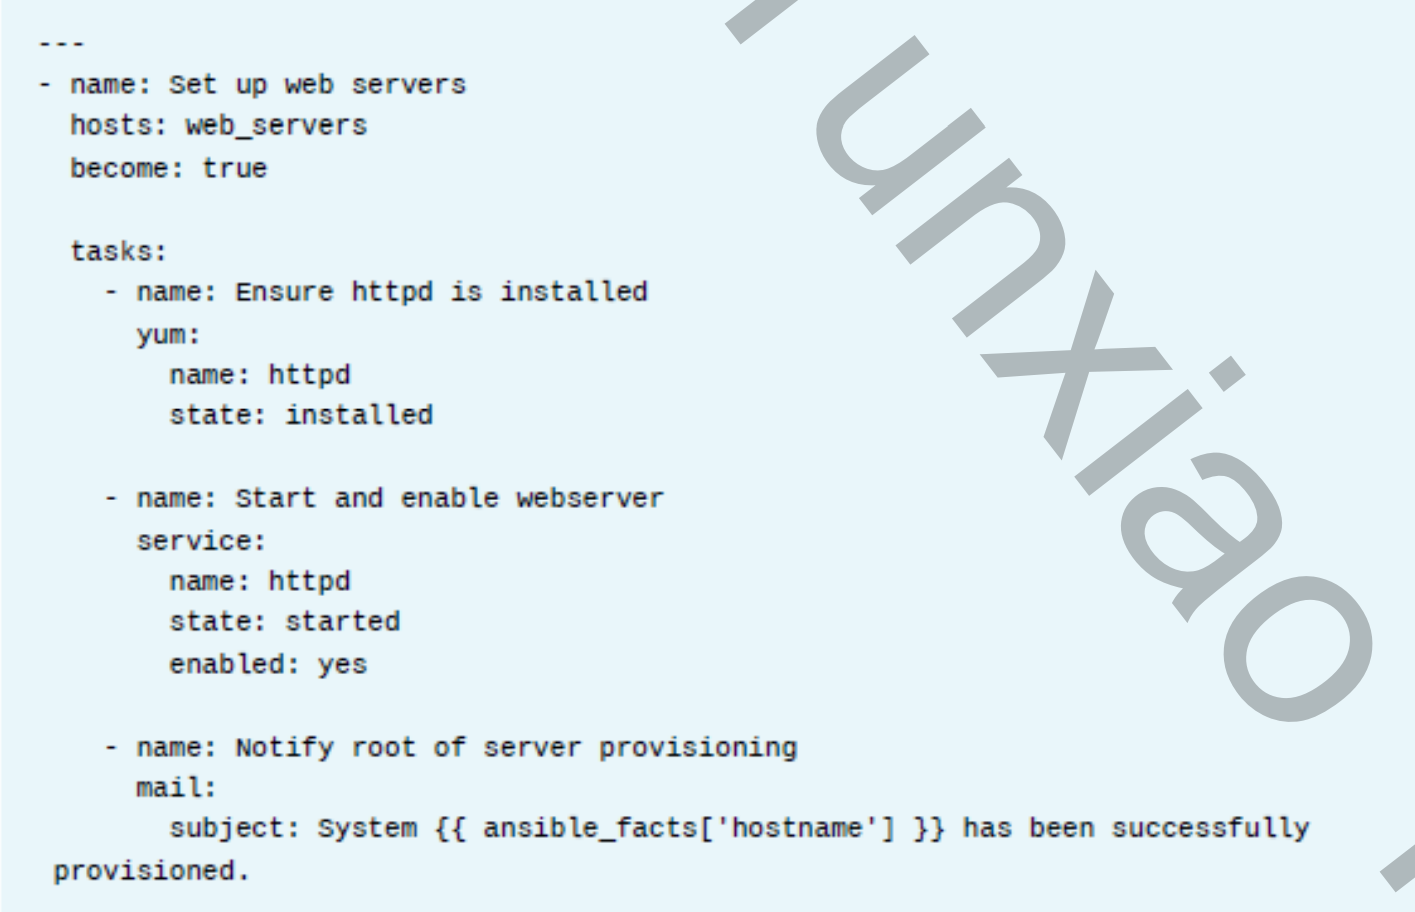 ---
- name: Set up web servers
  hosts: web_servers
  become: true

  tasks:
    - name: Ensure httpd is installed
      yum:
        name: httpd
        state: installed

    - name: Start and enable webserver
      service:
        name: httpd
        state: started
        enabled: yes

    - name: Notify root of server provisioning
      mail:
        subject: System {{ ansible_facts['hostname'] }} has been successfully
 provisioned.
unxiao